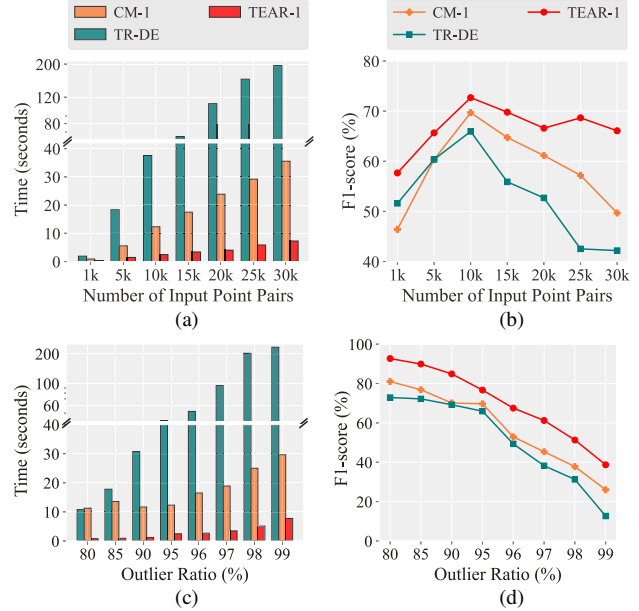 CM-1 TEAR-1
TR-DE
CM-1 TEAR-1
TR-DE
200
120
80
40
30
20
10
0
Time (seconds)
1k 5k 10k 15k 20k 25k 30k
Number of Input Point Pairs
(a)
80
70
60
50
40
F1-score (%)
1k 5k 10k 15k 20k 25k 30k
Number of Input Point Pairs
(b)
200
100
60
40
30
20
10
0
Time (seconds)
80 85 90 95 96 97 98 99
Outlier Ratio (%)
(c)
100
80
60
40
20
0
F1-score (%)
80 85 90 95 96 97 98 99
Outlier Ratio (%)
(d)